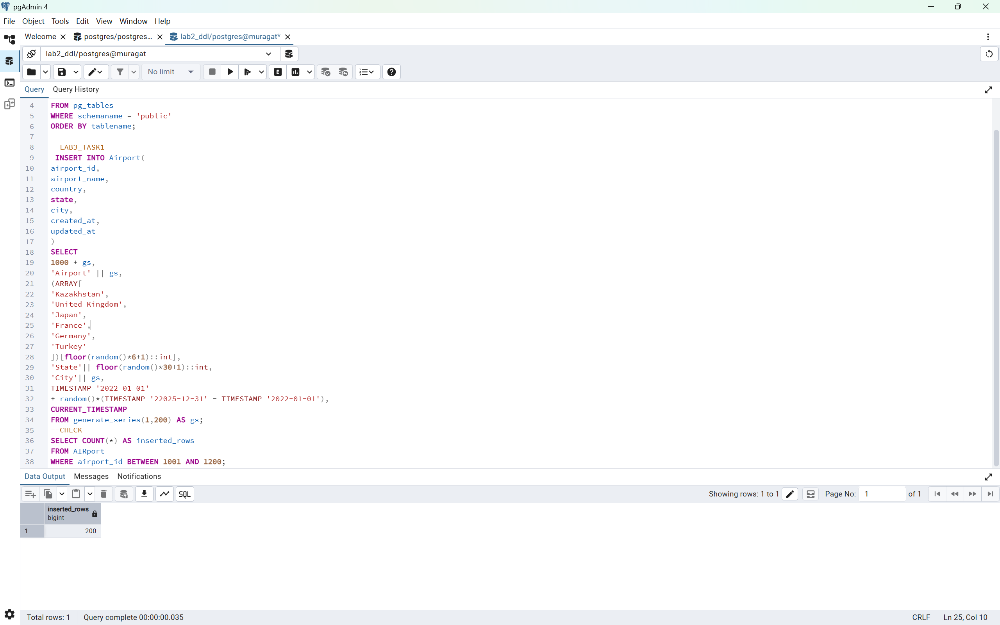 pgAdmin 4
File Object Tools Edit View Window Help
Welcome postgres/postgres... lab2_ddl/postgres@muragat*
lab2_ddl/postgres@muragat
No limit
Query Query History
4 FROM pg_tables
5 WHERE schemaname = 'public'
6 ORDER BY tablename;
7
8 --LAB3_TASK1
9 INSERT INTO Airport(
10 airport_id,
11 airport_name,
12 country,
13 state,
14 city,
15 created_at,
16 updated_at
17 )
18 SELECT
19 1000 + gs,
20 'Airport' || gs,
21 (ARRAY[
22 'Kazakhstan',
23 'United Kingdom',
24 'Japan',
25 'France',
26 'Germany',
27 'Turkey'
28 ])[floor(random()*6+1)::int],
29 'State'|| floor(random()*30+1)::int,
30 'City'|| gs,
31 TIMESTAMP '2022-01-01'
32 + random()*(TIMESTAMP '22025-12-31' - TIMESTAMP '2022-01-01'),
33 CURRENT_TIMESTAMP
34 FROM generate_series(1,200) AS gs;
35 --CHECK
36 SELECT COUNT(*) AS inserted_rows
37 FROM AIRport
38 WHERE airport_id BETWEEN 1001 AND 1200;
Data Output Messages Notifications
SQL Showing rows: 1 to 1 Page No: 1 of 1
inserted_rows
bigint
1 200
Total rows: 1 Query complete 00:00:00.035 CRLF Ln 25, Col 10